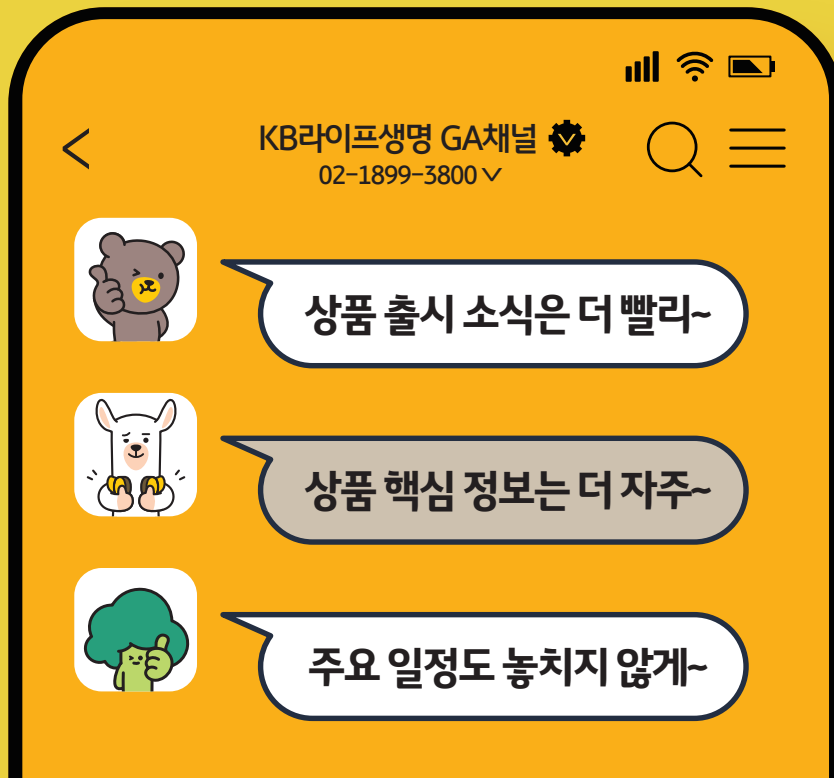 KB라이프생명 GA채널
02-1899-3800
상품 출시 소식은 더 빨리~
상품 핵심 정보는 더 자주~
주요 일정도 놓치지 않게~